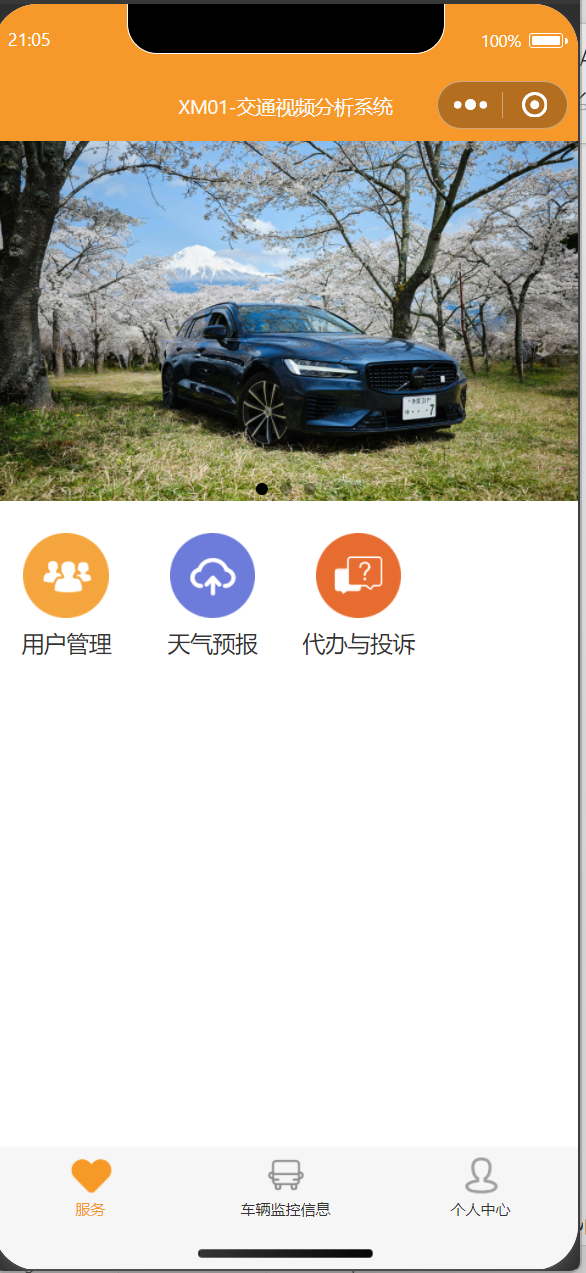 21:05
100%
XM01-交通视频分析系统
用户管理
天气预报
代办与投诉
服务
车辆监控信息
个人中心